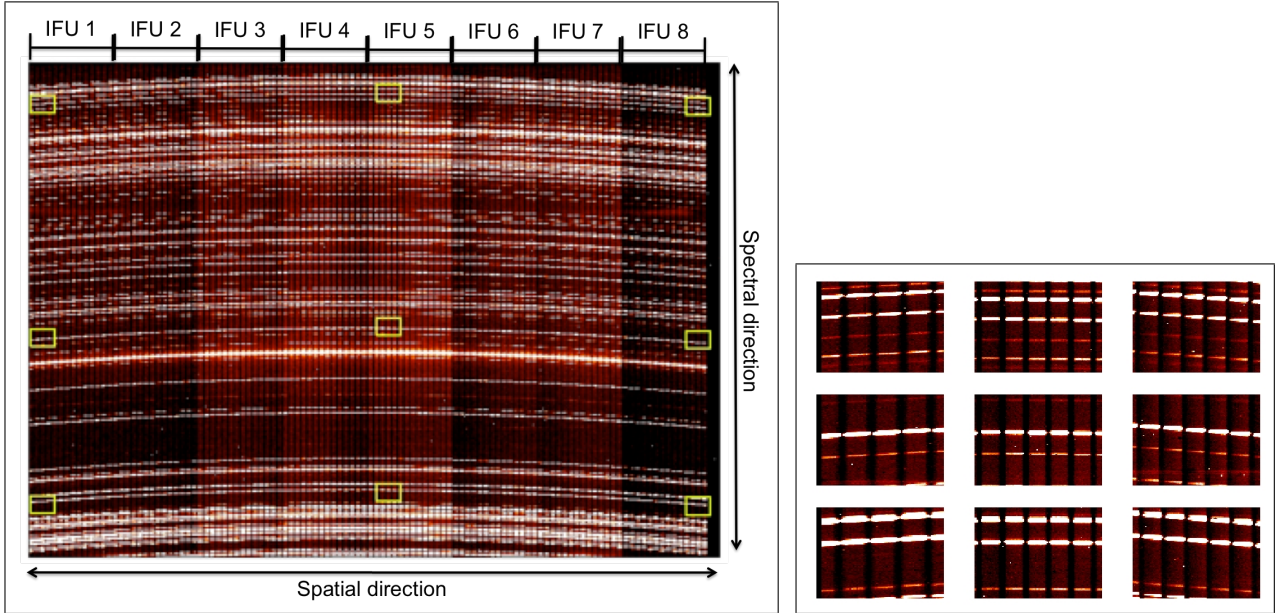 IFU 1 IFU 2 IFU 3 IFU 4 IFU 5 IFU 6 IFU 7 IFU 8
Spectral direction
Spatial direction